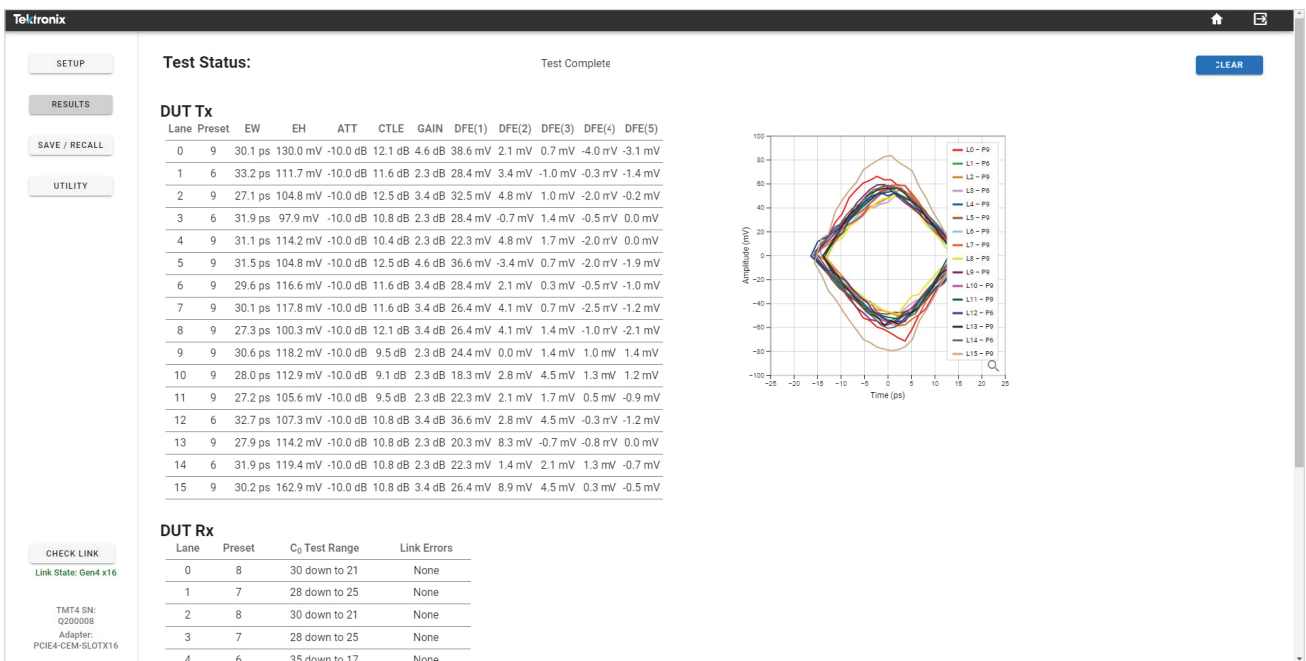 Tektronix
SETUP
RESULTS
SAVE / RECALL
UTILITY
CHECK LINK
Link State: Gen4 x16
TMT4 SN:
Q200008
Adapter:
PCIE4-CEM-SLOTX16
Test Status:
Test Complete
CLEAR
DUT Tx
Lane Preset EW EH ATT CTLE GAIN DFE(1) DFE(2) DFE(3) DFE(4) DFE(5)
0 9 30.1 ps 130.0 mV -10.0 dB 12.1 dB 4.6 dB 38.6 mV 2.1 mV 0.7 mV -4.0 mV -3.1 mV
1 6 33.2 ps 111.7 mV -10.0 dB 11.6 dB 2.3 dB 28.4 mV 3.4 mV -1.0 mV -0.3 mV -1.4 mV
2 9 27.1 ps 104.8 mV -10.0 dB 12.5 dB 3.4 dB 32.5 mV 4.8 mV 1.0 mV -2.0 mV -0.2 mV
3 6 31.9 ps 97.9 mV -10.0 dB 10.8 dB 2.3 dB 28.4 mV -0.7 mV 1.4 mV -0.5 mV 0.0 mV
4 9 31.1 ps 114.2 mV -10.0 dB 10.4 dB 2.3 dB 22.3 mV 4.8 mV 1.7 mV -2.0 mV 0.0 mV
5 9 31.5 ps 104.8 mV -10.0 dB 12.5 dB 4.6 dB 36.6 mV -3.4 mV 0.7 mV -2.0 mV -1.9 mV
6 9 29.6 ps 116.6 mV -10.0 dB 11.6 dB 3.4 dB 28.4 mV 2.1 mV 0.3 mV -0.5 mV -1.0 mV
7 9 30.1 ps 117.8 mV -10.0 dB 11.6 dB 3.4 dB 26.4 mV 4.1 mV 0.7 mV -2.5 mV -1.2 mV
8 9 27.3 ps 100.3 mV -10.0 dB 12.1 dB 3.4 dB 26.4 mV 4.1 mV 1.4 mV -1.0 mV -2.1 mV
9 9 30.6 ps 118.2 mV -10.0 dB 9.5 dB 2.3 dB 24.4 mV 0.0 mV 1.4 mV 1.0 mV 1.4 mV
10 9 28.0 ps 112.9 mV -10.0 dB 9.1 dB 2.3 dB 18.3 mV 2.8 mV 4.5 mV 1.3 mV 1.2 mV
11 9 27.2 ps 105.6 mV -10.0 dB 9.5 dB 2.3 dB 22.3 mV 2.1 mV 1.7 mV 0.5 mV -0.9 mV
12 6 32.7 ps 107.3 mV -10.0 dB 10.8 dB 3.4 dB 36.6 mV 2.8 mV 4.5 mV -0.3 mV -1.2 mV
13 9 27.9 ps 114.2 mV -10.0 dB 10.8 dB 2.3 dB 20.3 mV 8.3 mV -0.7 mV -0.8 mV 0.0 mV
14 6 31.9 ps 119.4 mV -10.0 dB 10.8 dB 2.3 dB 22.3 mV 1.4 mV 2.1 mV 1.3 mV -0.7 mV
15 9 30.2 ps 162.9 mV -10.0 dB 10.8 dB 3.4 dB 26.4 mV 8.9 mV 4.5 mV 0.3 mV -0.5 mV
Amplitude (mV)
100
80
60
40
20
0
-20
-40
-60
-80
-100
-25 -20 -15 -10 -5 0 5 10 15 20 25
Time (ps)
L0 – P9
L1 – P6
L2 – P9
L3 – P6
L4 – P9
L5 – P9
L6 – P9
L7 – P9
L8 – P9
L9 – P9
L10 – P9
L11 – P9
L12 – P6
L13 – P9
L14 – P6
L15 – P9
DUT Rx
Lane Preset C0 Test Range Link Errors
0 8 30 down to 21 None
1 7 28 down to 25 None
2 8 30 down to 21 None
3 7 28 down to 25 None
4 6 35 down to 17 None